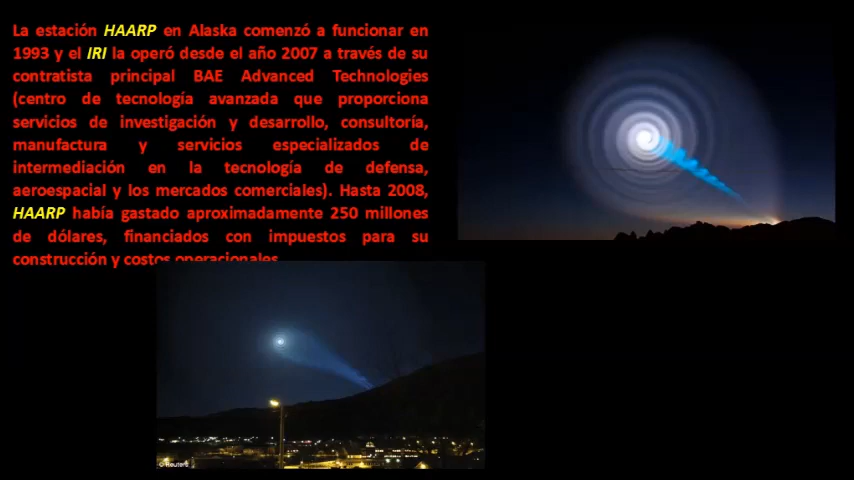 La estación HAARP en Alaska comenzó a funcionar en
1993 y el IRI la operó desde el año 2007 a través de su
contratista principal BAE Advanced Technologies
(centro de tecnología avanzada que proporciona
servicios de investigación y desarrollo, consultoría,
manufactura y servicios especializados de
intermediación en la tecnología de defensa,
aeroespacial y los mercados comerciales). Hasta 2008,
HAARP había gastado aproximadamente 250 millones
de dólares, financiados con impuestos para su
construcción y costos operacionales
© Reuters